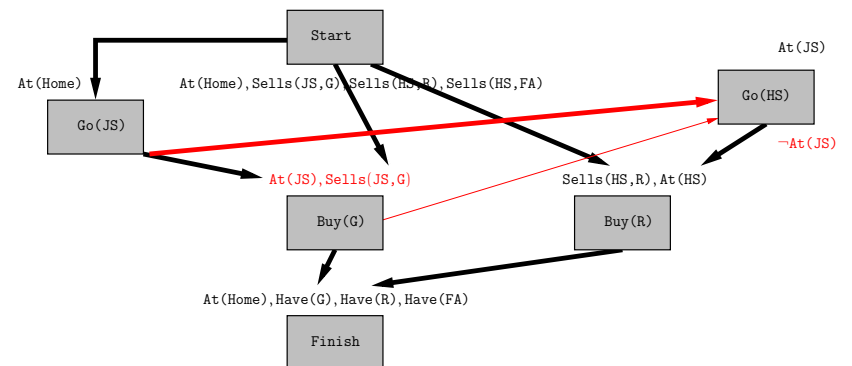 Start
At(JS)
At(Home)
At(Home),Sells(JS,G),Sells(HS,R),Sells(HS,FA)
Go(HS)
Go(JS)
¬At(JS)
At(JS),Sells(JS,G)
Sells(HS,R),At(HS)
Buy(G)
Buy(R)
At(Home),Have(G),Have(R),Have(FA)
Finish